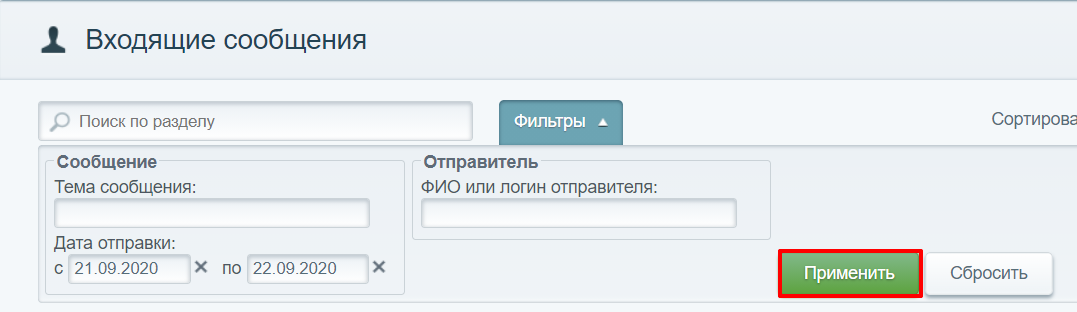 Входящие сообщения
Поиск по разделу
Фильтры
Сортирова
Сообщение
Тема сообщения:
Дата отправки:
с 21.09.2020 по 22.09.2020
Отправитель
ФИО или логин отправителя:
Применить
Сбросить